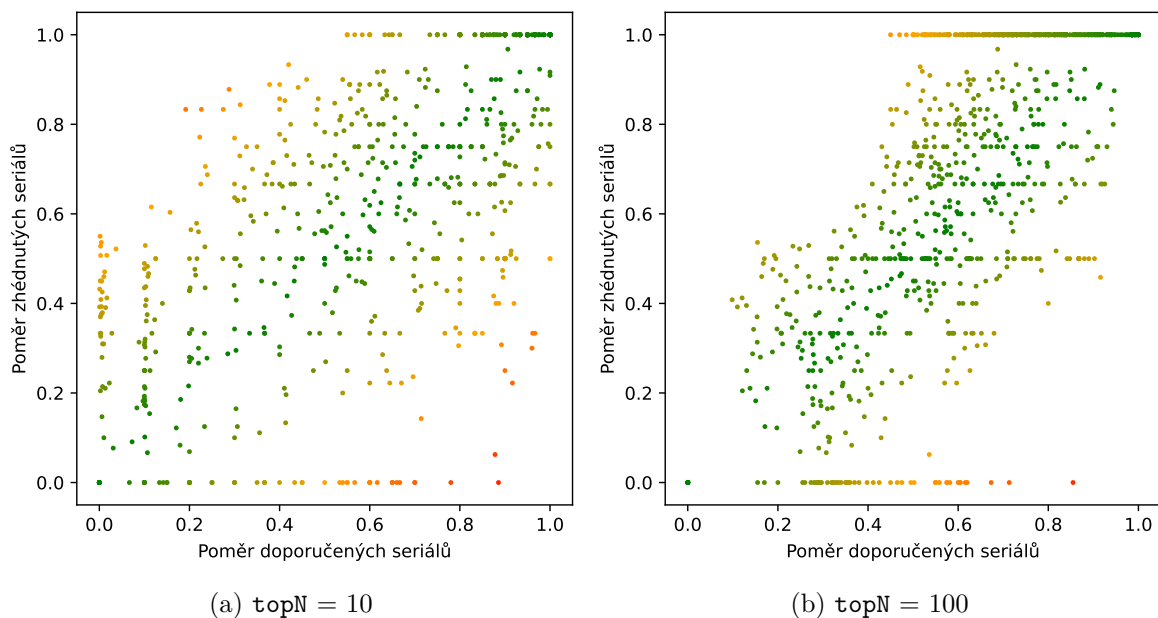 1.0
0.8
0.6
0.4
0.2
0.0
Poměr zhédnutých seriálů
0.0 0.2 0.4 0.6 0.8 1.0
Poměr doporučených seriálů
(a) topN = 10
1.0
0.8
0.6
0.4
0.2
0.0
Poměr zhédnutých seriálů
0.0 0.2 0.4 0.6 0.8 1.0
Poměr doporučených seriálů
(b) topN = 100